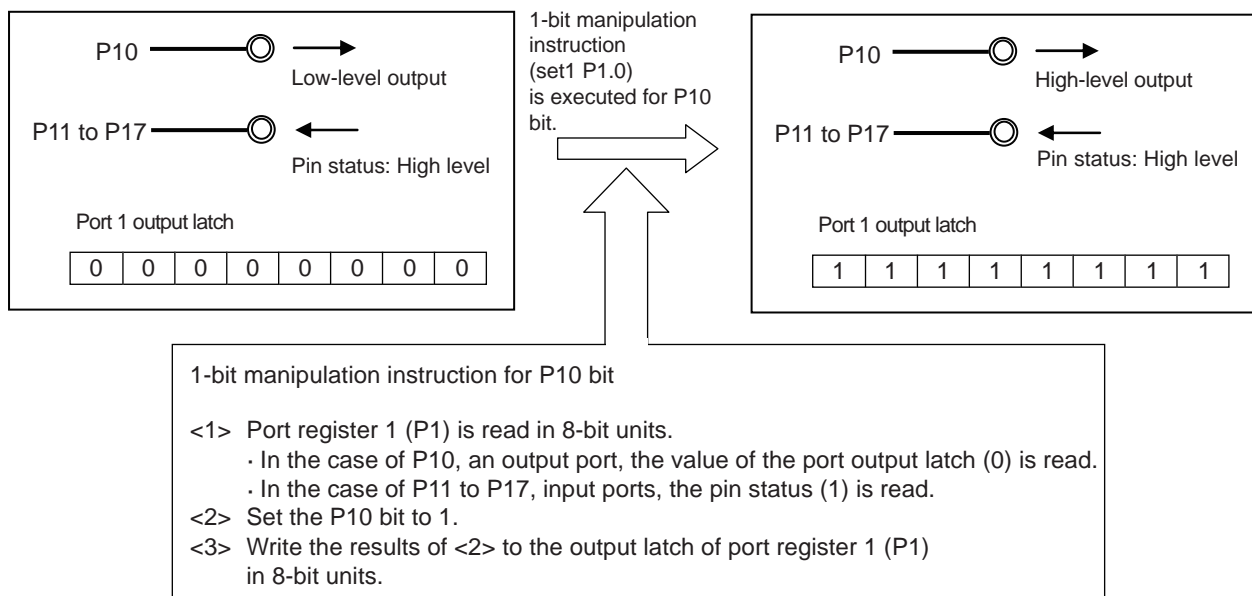 P10
Low-level output
P11 to P17
Pin status: High level
Port 1 output latch
0 0 0 0 0 0 0 0
1-bit manipulation
instruction
(set1 P1.0)
is executed for P10
bit.
P10
High-level output
P11 to P17
Pin status: High level
Port 1 output latch
1 1 1 1 1 1 1 1
1-bit manipulation instruction for P10 bit
<1> Port register 1 (P1) is read in 8-bit units.
· In the case of P10, an output port, the value of the port output latch (0) is read.
· In the case of P11 to P17, input ports, the pin status (1) is read.
<2> Set the P10 bit to 1.
<3> Write the results of <2> to the output latch of port register 1 (P1)
in 8-bit units.